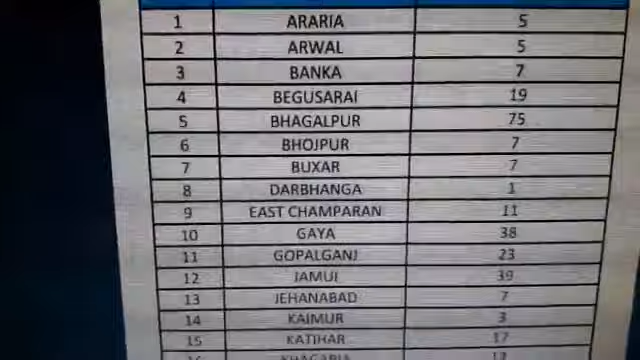 1 ARARIA 5
2 ARWAL 5
3 BANKA 7
4 BEGUSARAI 19
5 BHAGALPUR 75
6 BHOJPUR 7
7 BUXAR 7
8 DARBHANGA 1
9 EAST CHAMPARAN 11
10 GAYA 38
11 GOPALGANJ 23
12 JAMUI 39
13 JEHANABAD 7
14 KAIMUR 3
15 KATIHAR 17